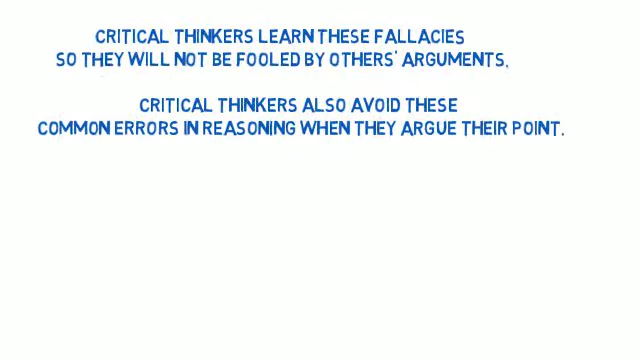 CRITICAL THINKERS LEARN THESE FALLACIES
SO THEY WILL NOT BE FOOLED BY OTHERS' ARGUMENTS.
CRITICAL THINKERS ALSO AVOID THESE
COMMON ERRORS IN REASONING WHEN THEY ARGUE THEIR POINT.